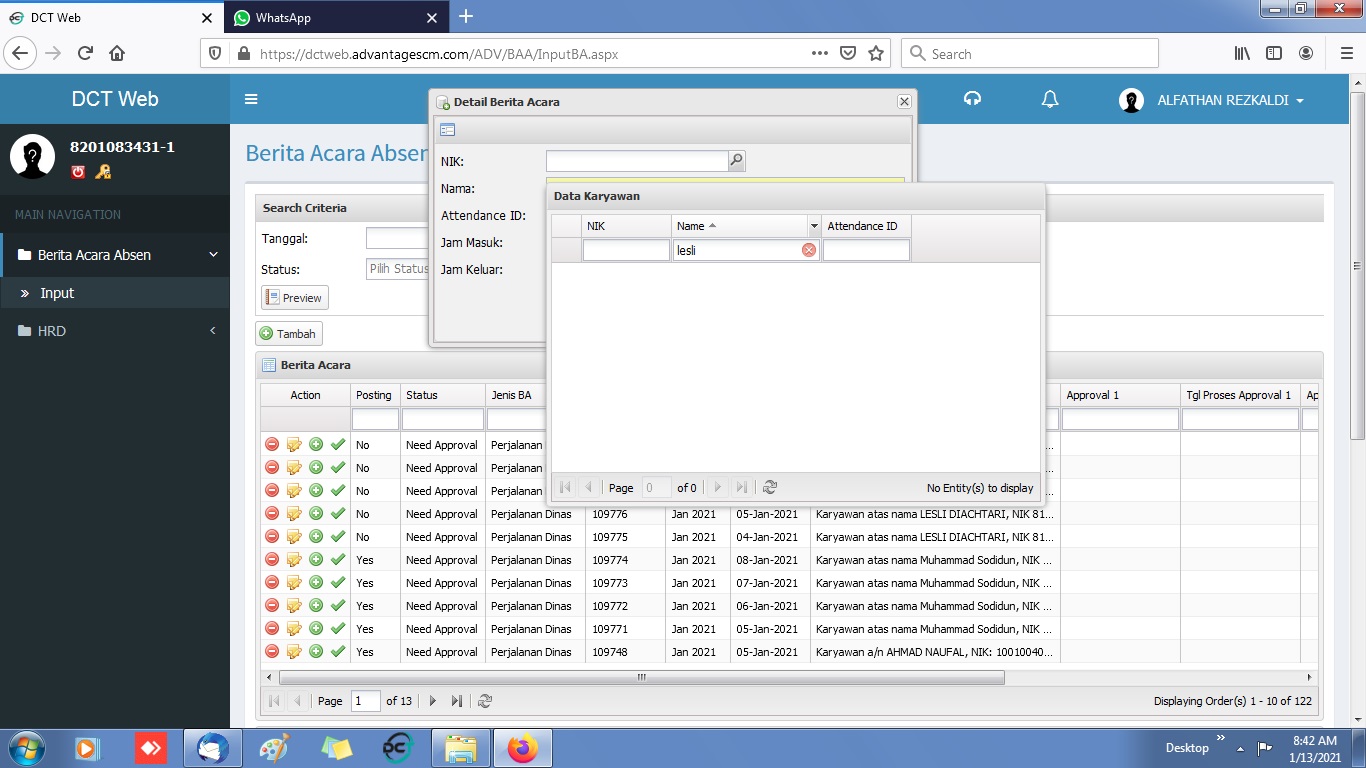 DCT Web
WhatsApp
https://dctweb.advantagescm.com/ADV/BAA/InputBA.aspx
Search
DCT Web
ALFATHAN REZKALDI
8201083431-1
MAIN NAVIGATION
Berita Acara Absen
Input
HRD
Berita Acara Absen
Search Criteria
Tanggal:
Status:
Pilih Status
Preview
Tambah
Detail Berita Acara
NIK:
Nama:
Attendance ID:
Jam Masuk:
Jam Keluar:
Data Karyawan
NIK Name Attendance ID
lesli
Page 0 of 0 No Entity(s) to display
Berita Acara
Action Posting Status Jenis BA Approval 1 Tgl Proses Approval 1 Ap
No Need Approval Perjalanan D ...
No Need Approval Perjalanan D ...
No Need Approval Perjalanan D ...
No Need Approval Perjalanan Dinas 109776 Jan 2021 05-Jan-2021 Karyawan atas nama LESLI DIACHTARI, NIK 81...
No Need Approval Perjalanan Dinas 109775 Jan 2021 04-Jan-2021 Karyawan atas nama LESLI DIACHTARI, NIK 81...
Yes Need Approval Perjalanan Dinas 109774 Jan 2021 08-Jan-2021 Karyawan atas nama Muhammad Sodidun, NIK ...
Yes Need Approval Perjalanan Dinas 109773 Jan 2021 07-Jan-2021 Karyawan atas nama Muhammad Sodidun, NIK ...
Yes Need Approval Perjalanan Dinas 109772 Jan 2021 06-Jan-2021 Karyawan atas nama Muhammad Sodidun, NIK ...
Yes Need Approval Perjalanan Dinas 109771 Jan 2021 05-Jan-2021 Karyawan atas nama Muhammad Sodidun, NIK ...
Yes Need Approval Perjalanan Dinas 109748 Jan 2021 05-Jan-2021 Karyawan a/n AHMAD NAUFAL, NIK: 10010040...
Page 1 of 13 Displaying Order(s) 1 - 10 of 122
Desktop
8:42 AM
1/13/2021